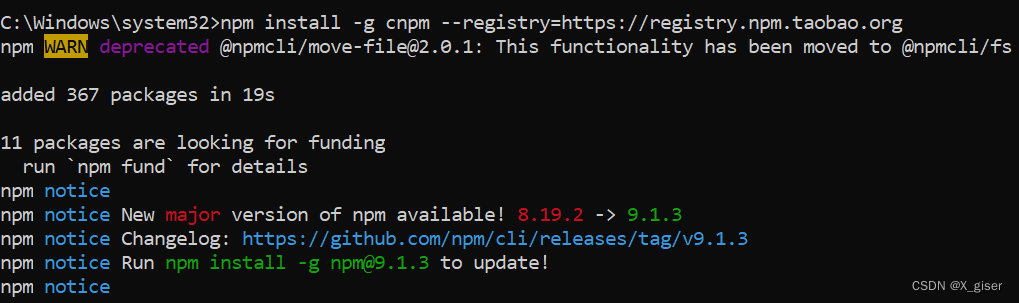 C:\Windows\system32>npm install -g cnpm --registry=https://registry.npm.taobao.org
npm WARN deprecated @npmcli/move-file@2.0.1: This functionality has been moved to @npmcli/fs
added 367 packages in 19s
11 packages are looking for funding
  run `npm fund` for details
npm notice
npm notice New major version of npm available! 8.19.2 -> 9.1.3
npm notice Changelog: https://github.com/npm/cli/releases/tag/v9.1.3
npm notice Run npm install -g npm@9.1.3 to update!
npm notice
CSDN @X_giser